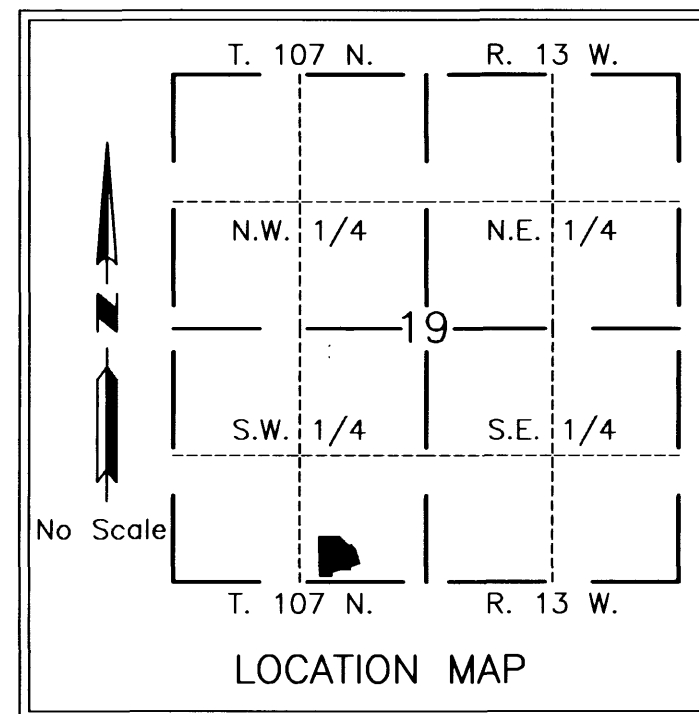 T. 107 N. R. 13 W.
N.W. 1/4 N.E. 1/4
N
19
S.W. 1/4 S.E. 1/4
No Scale
T. 107 N. R. 13 W.
LOCATION MAP